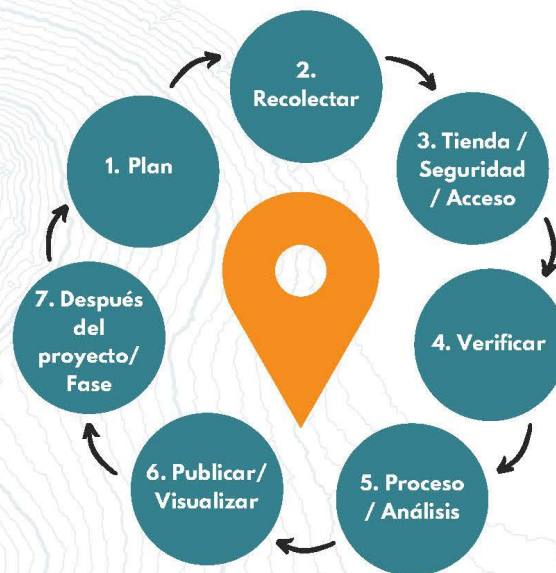 1. Plan
2.
Recolectar
3. Tienda /
Seguridad
/ Acceso
4. Verificar
5. Proceso
/ Análisis
6. Publicar/
Visualizar
7. Después
del
proyecto/
Fase